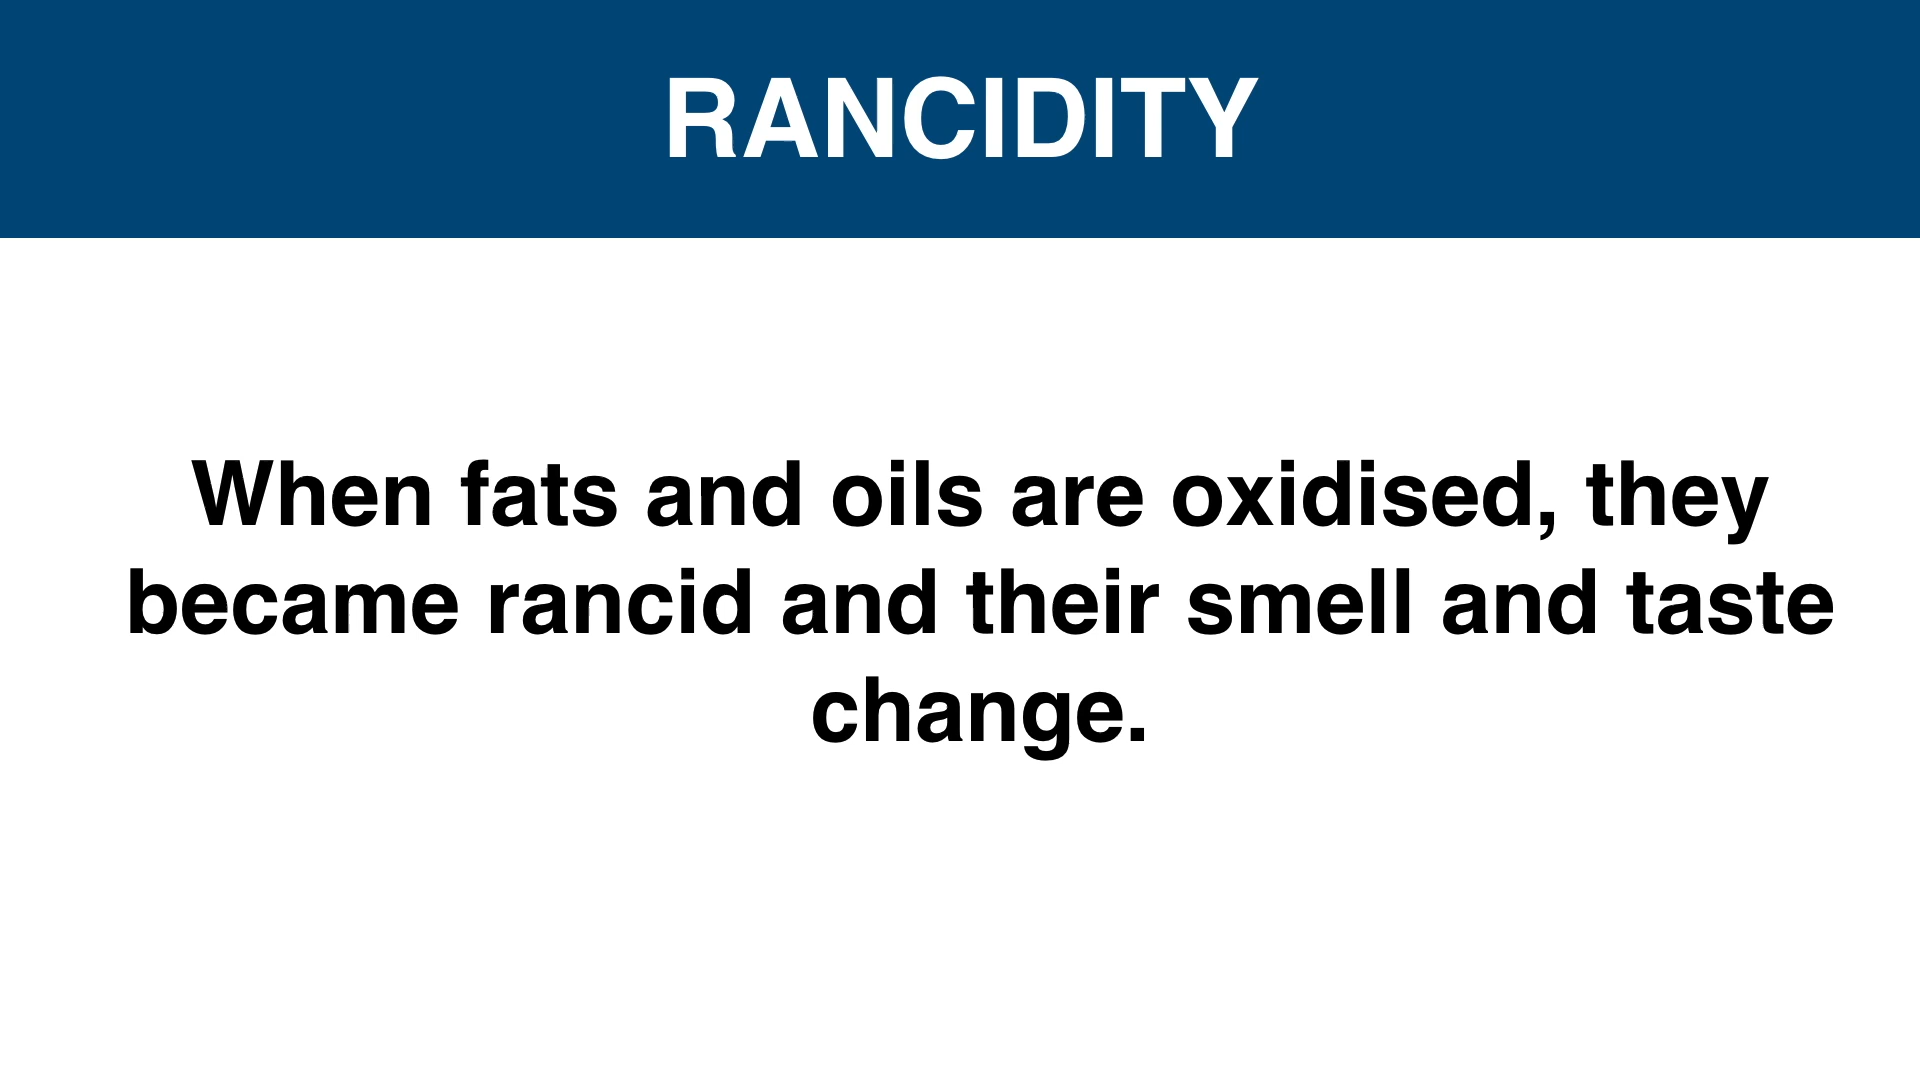 RANCIDITY
When fats and oils are oxidised, they
became rancid and their smell and taste
change.